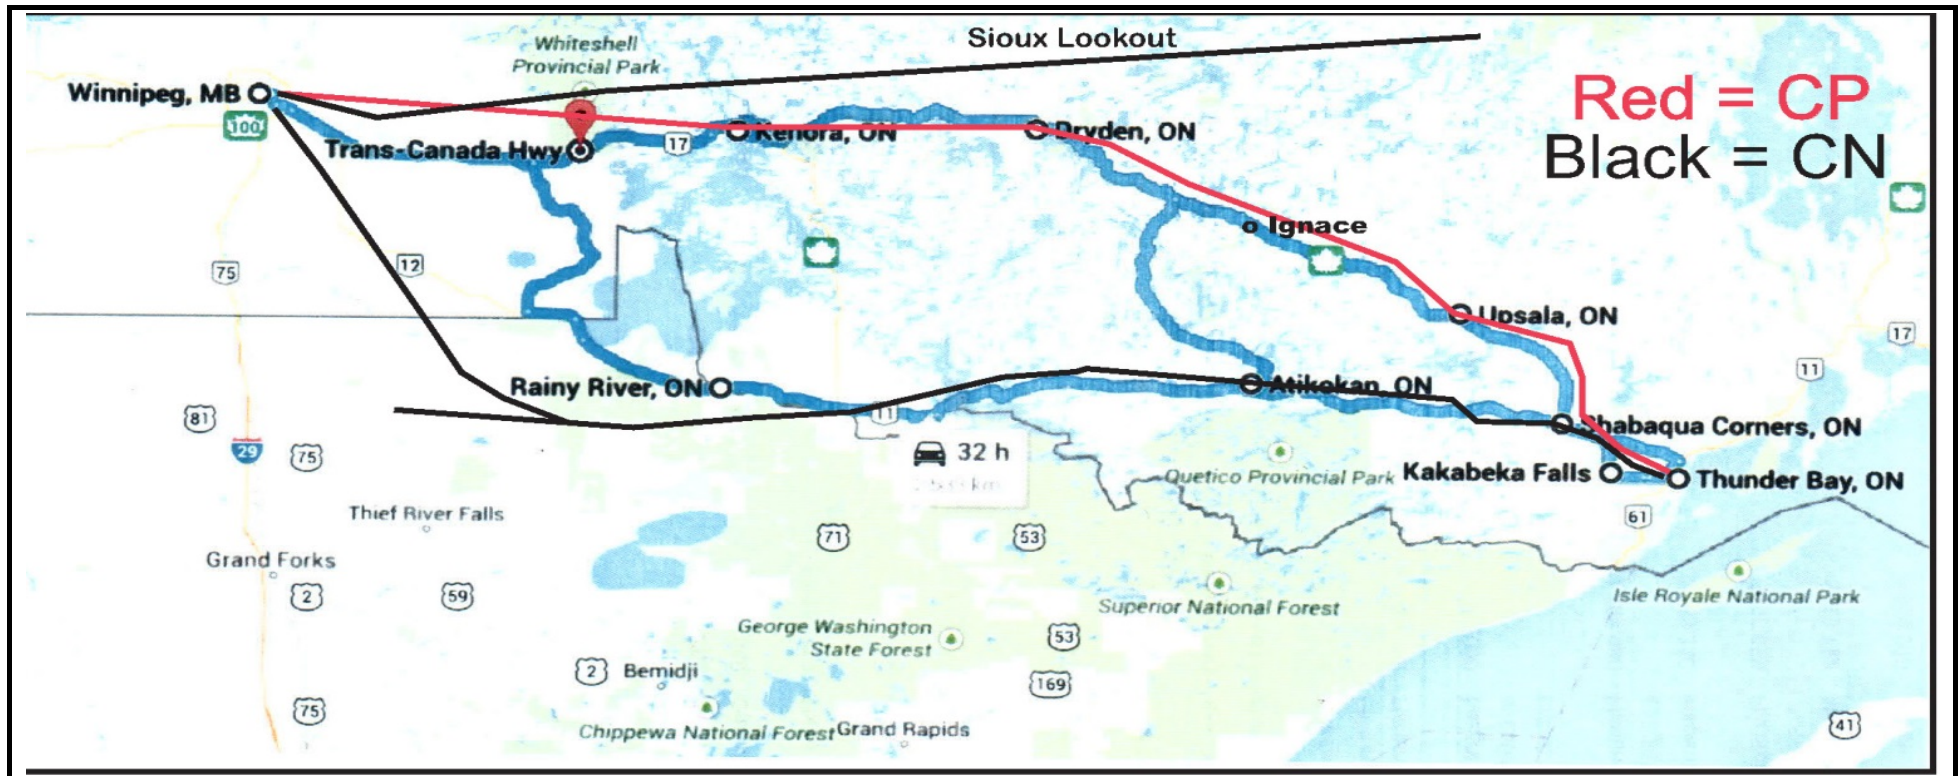 Sioux Lookout
Whiteshell
Provincial Park
Red = CP
Black = CN
Winnipeg, MB
100
Trans-Canada Hwy
17
Kenora, ON
Dryden, ON
Ignace
75
12
Upsala, ON
17
11
Rainy River, ON
Atikokan, ON
11
81
29
75
32 h
Shabaqua Corners, ON
Quetico Provincial Park
Kakabeka Falls
Thunder Bay, ON
61
Thief River Falls
71
53
Grand Forks
2
59
Superior National Forest
Isle Royale National Park
George Washington
State Forest
53
2
Bemidji
169
75
Chippewa National Forest
Grand Rapids
41